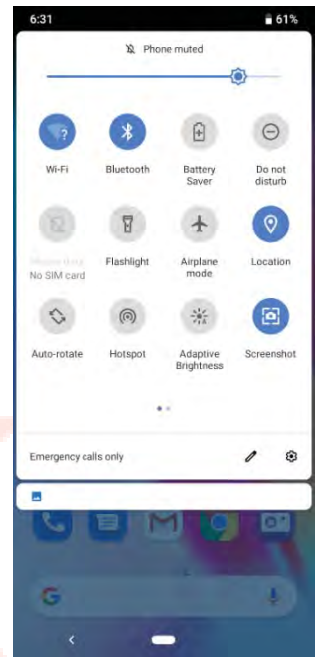 6:31
61%
Phone muted
Wi-Fi
Bluetooth
Battery
Saver
Do not
disturb
No SIM card
Flashlight
Airplane
mode
Location
Auto-rotate
Hotspot
Adaptive
Brightness
Screenshot
Emergency calls only